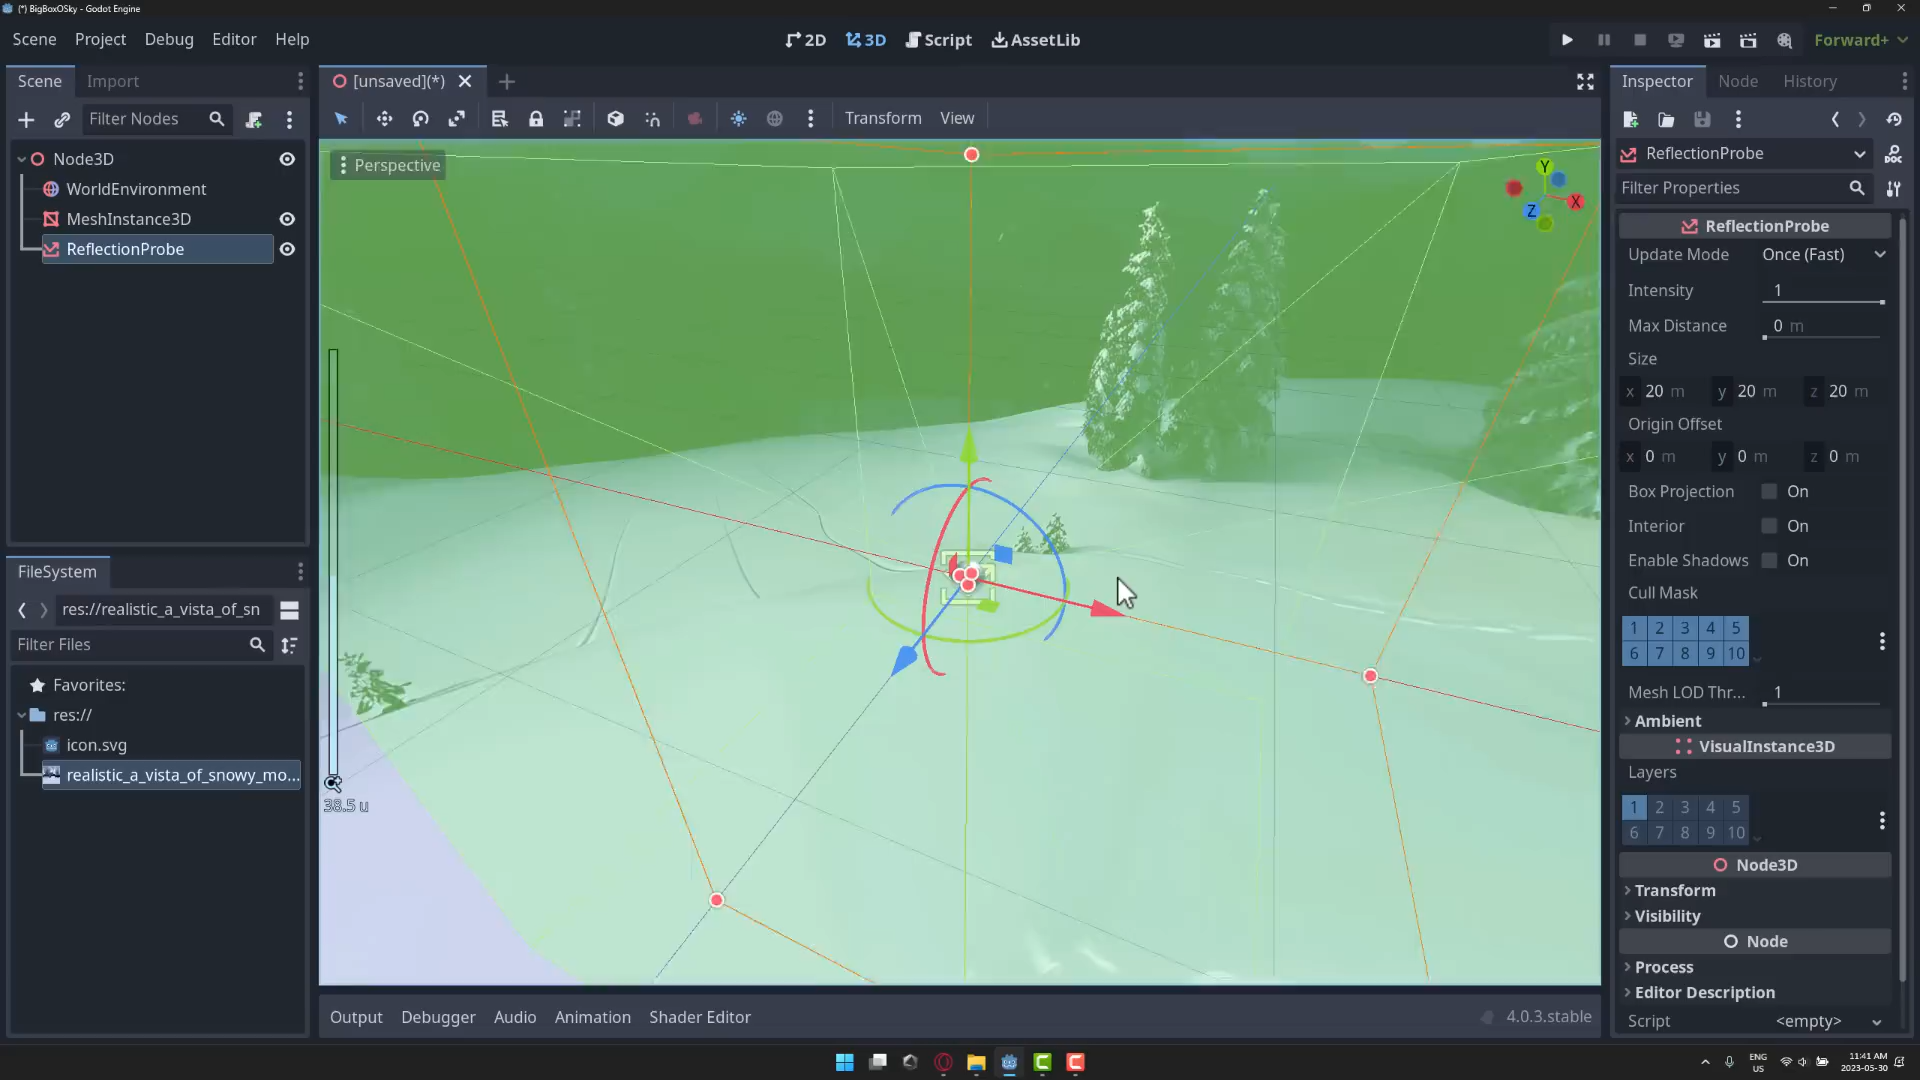 (*) BigBoxOSky - Godot Engine
Scene Project Debug Editor Help
2D 3D Script AssetLib
Forward+
Scene Import
[unsaved](*)
Inspector Node History
Filter Nodes
Transform View
Node3D
WorldEnvironment
MeshInstance3D
ReflectionProbe
Perspective
Y
X
Z
38.5 u
ReflectionProbe
Filter Properties
ReflectionProbe
Update Mode Once (Fast)
Intensity 1
Max Distance 0 m
Size
x 20 m y 20 m z 20 m
Origin Offset
x 0 m y 0 m z 0 m
Box Projection On
Interior On
Enable Shadows On
Cull Mask
1 2 3 4 5
6 7 8 9 10
Mesh LOD Thr... 1
Ambient
VisualInstance3D
Layers
1 2 3 4 5
6 7 8 9 10
Node3D
Transform
Visibility
Node
Process
Editor Description
Script <empty>
FileSystem
res://realistic_a_vista_of_sn
Filter Files
Favorites:
res://
icon.svg
realistic_a_vista_of_snowy_mo...
Output Debugger Audio Animation Shader Editor
4.0.3.stable
ENG
US
11:41 AM
2023-05-30